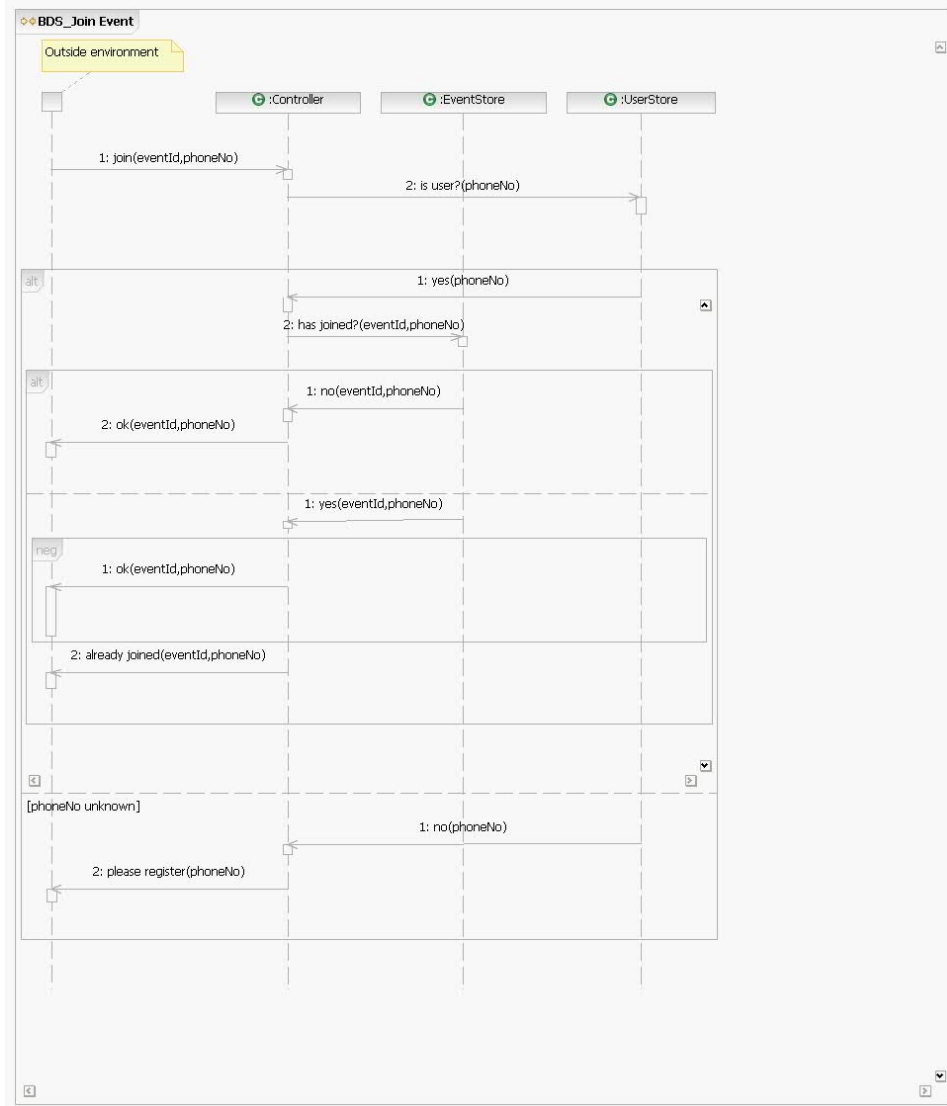 BDS_Join Event
Outside environment
:Controller
:EventStore
:UserStore
1: join(eventId,phoneNo)
2: is user?(phoneNo)
alt
1: yes(phoneNo)
2: has joined?(eventId,phoneNo)
alt
1: no(eventId,phoneNo)
2: ok(eventId,phoneNo)
1: yes(eventId,phoneNo)
neg
1: ok(eventId,phoneNo)
2: already joined(eventId,phoneNo)
[phoneNo unknown]
1: no(phoneNo)
2: please register(phoneNo)